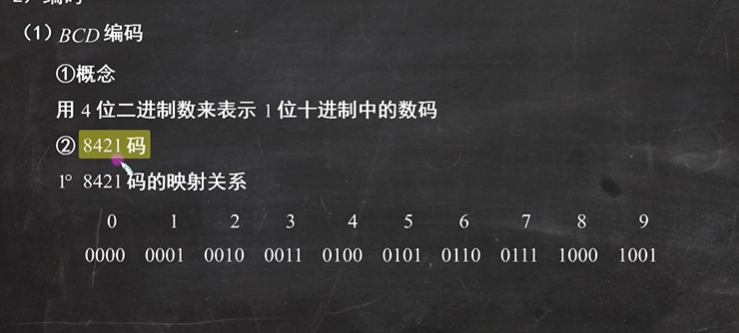 （1）BCD 编码
①概念
用 4 位二进制数来表示 1 位十进制中的数码
② 8421 码
1° 8421 码的映射关系
0 1 2 3 4 5 6 7 8 9
0000 0001 0010 0011 0100 0101 0110 0111 1000 1001